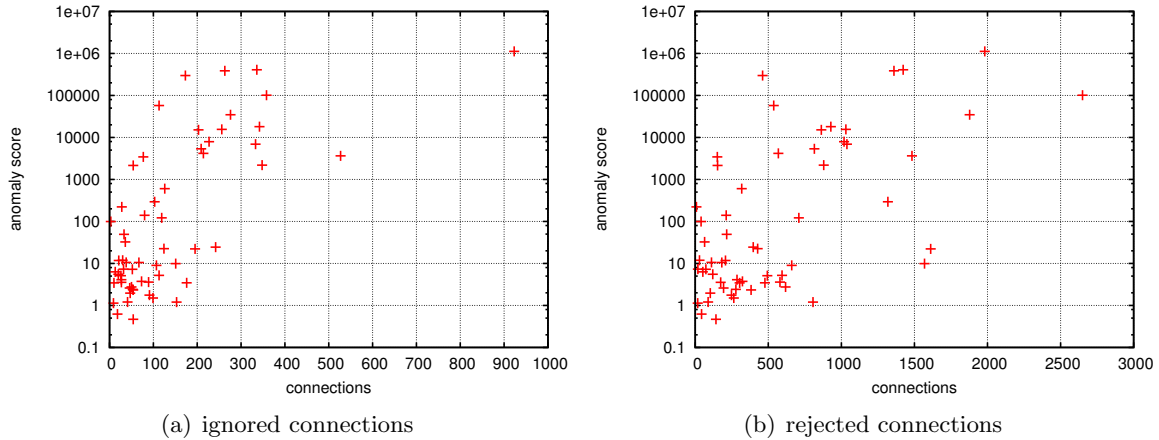 1e+07
1e+06
100000
10000
1000
100
10
1
0.1
anomaly score
0 100 200 300 400 500 600 700 800 900 1000
connections
(a) ignored connections
1e+07
1e+06
100000
10000
1000
100
10
1
0.1
anomaly score
0 500 1000 1500 2000 2500 3000
connections
(b) rejected connections